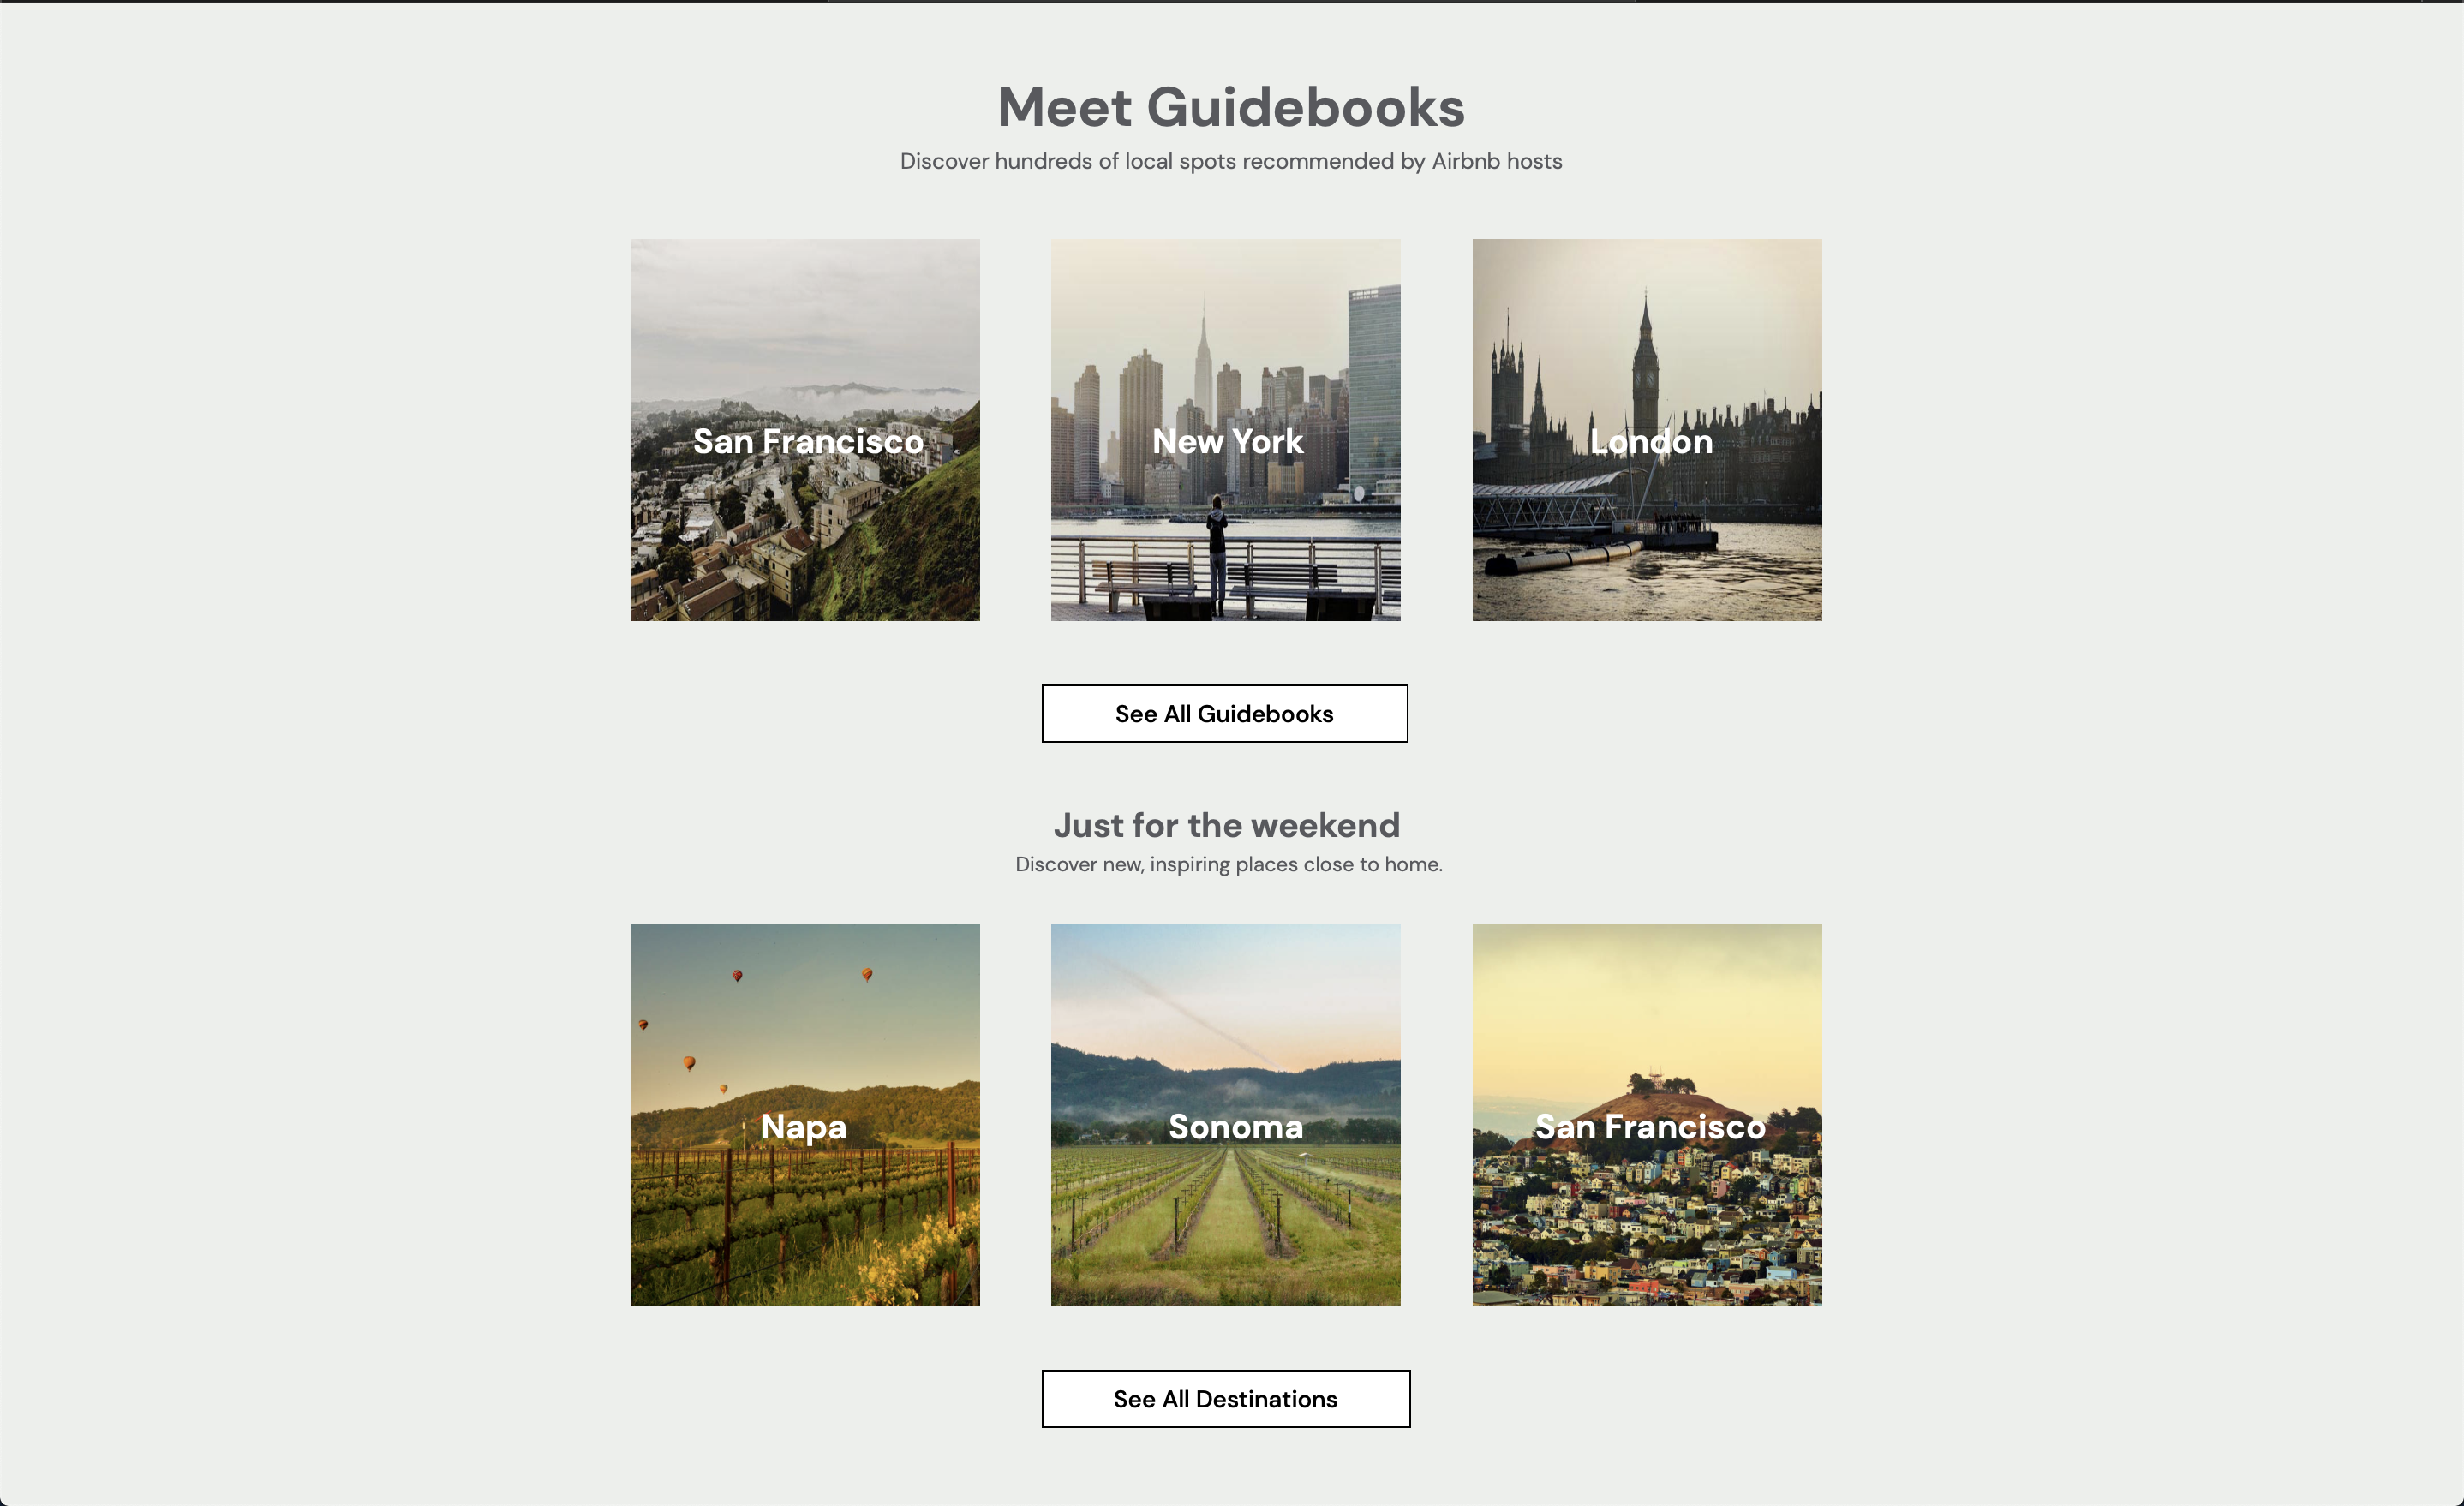 Meet Guidebooks
Discover hundreds of local spots recommended by Airbnb hosts
San Francisco
New York
London
See All Guidebooks
Just for the weekend
Discover new, inspiring places close to home.
Napa
Sonoma
San Francisco
See All Destinations